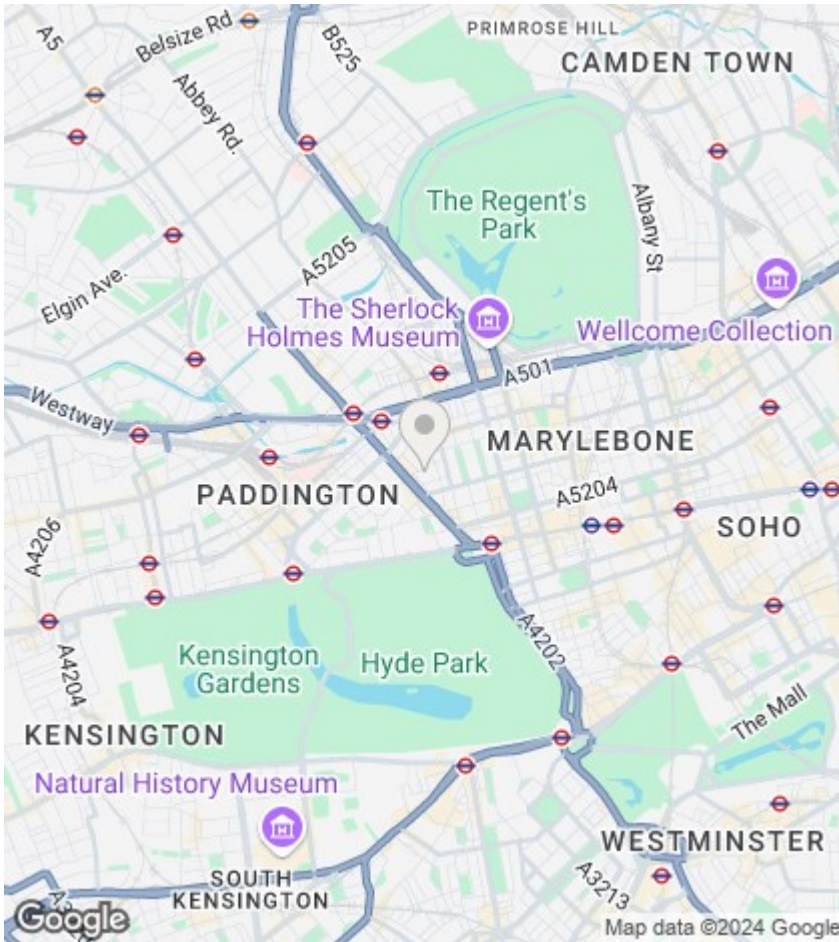 PRIMROSE HILL
A5
Belsize Rd
B525
CAMDEN TOWN
Abbey Rd.
The Regent's
Park
Albany St
A5205
Elgin Ave.
The Sherlock
Holmes Museum
Wellcome Collection
A501
Westway
MARYLEBONE
PADDINGTON
A5204
SOHO
A4206
A4202
Kensington
Gardens
Hyde Park
A4204
The Mall
KENSINGTON
Natural History Museum
WESTMINSTER
SOUTH
KENSINGTON
A3213
Google
Map data ©2024 Google